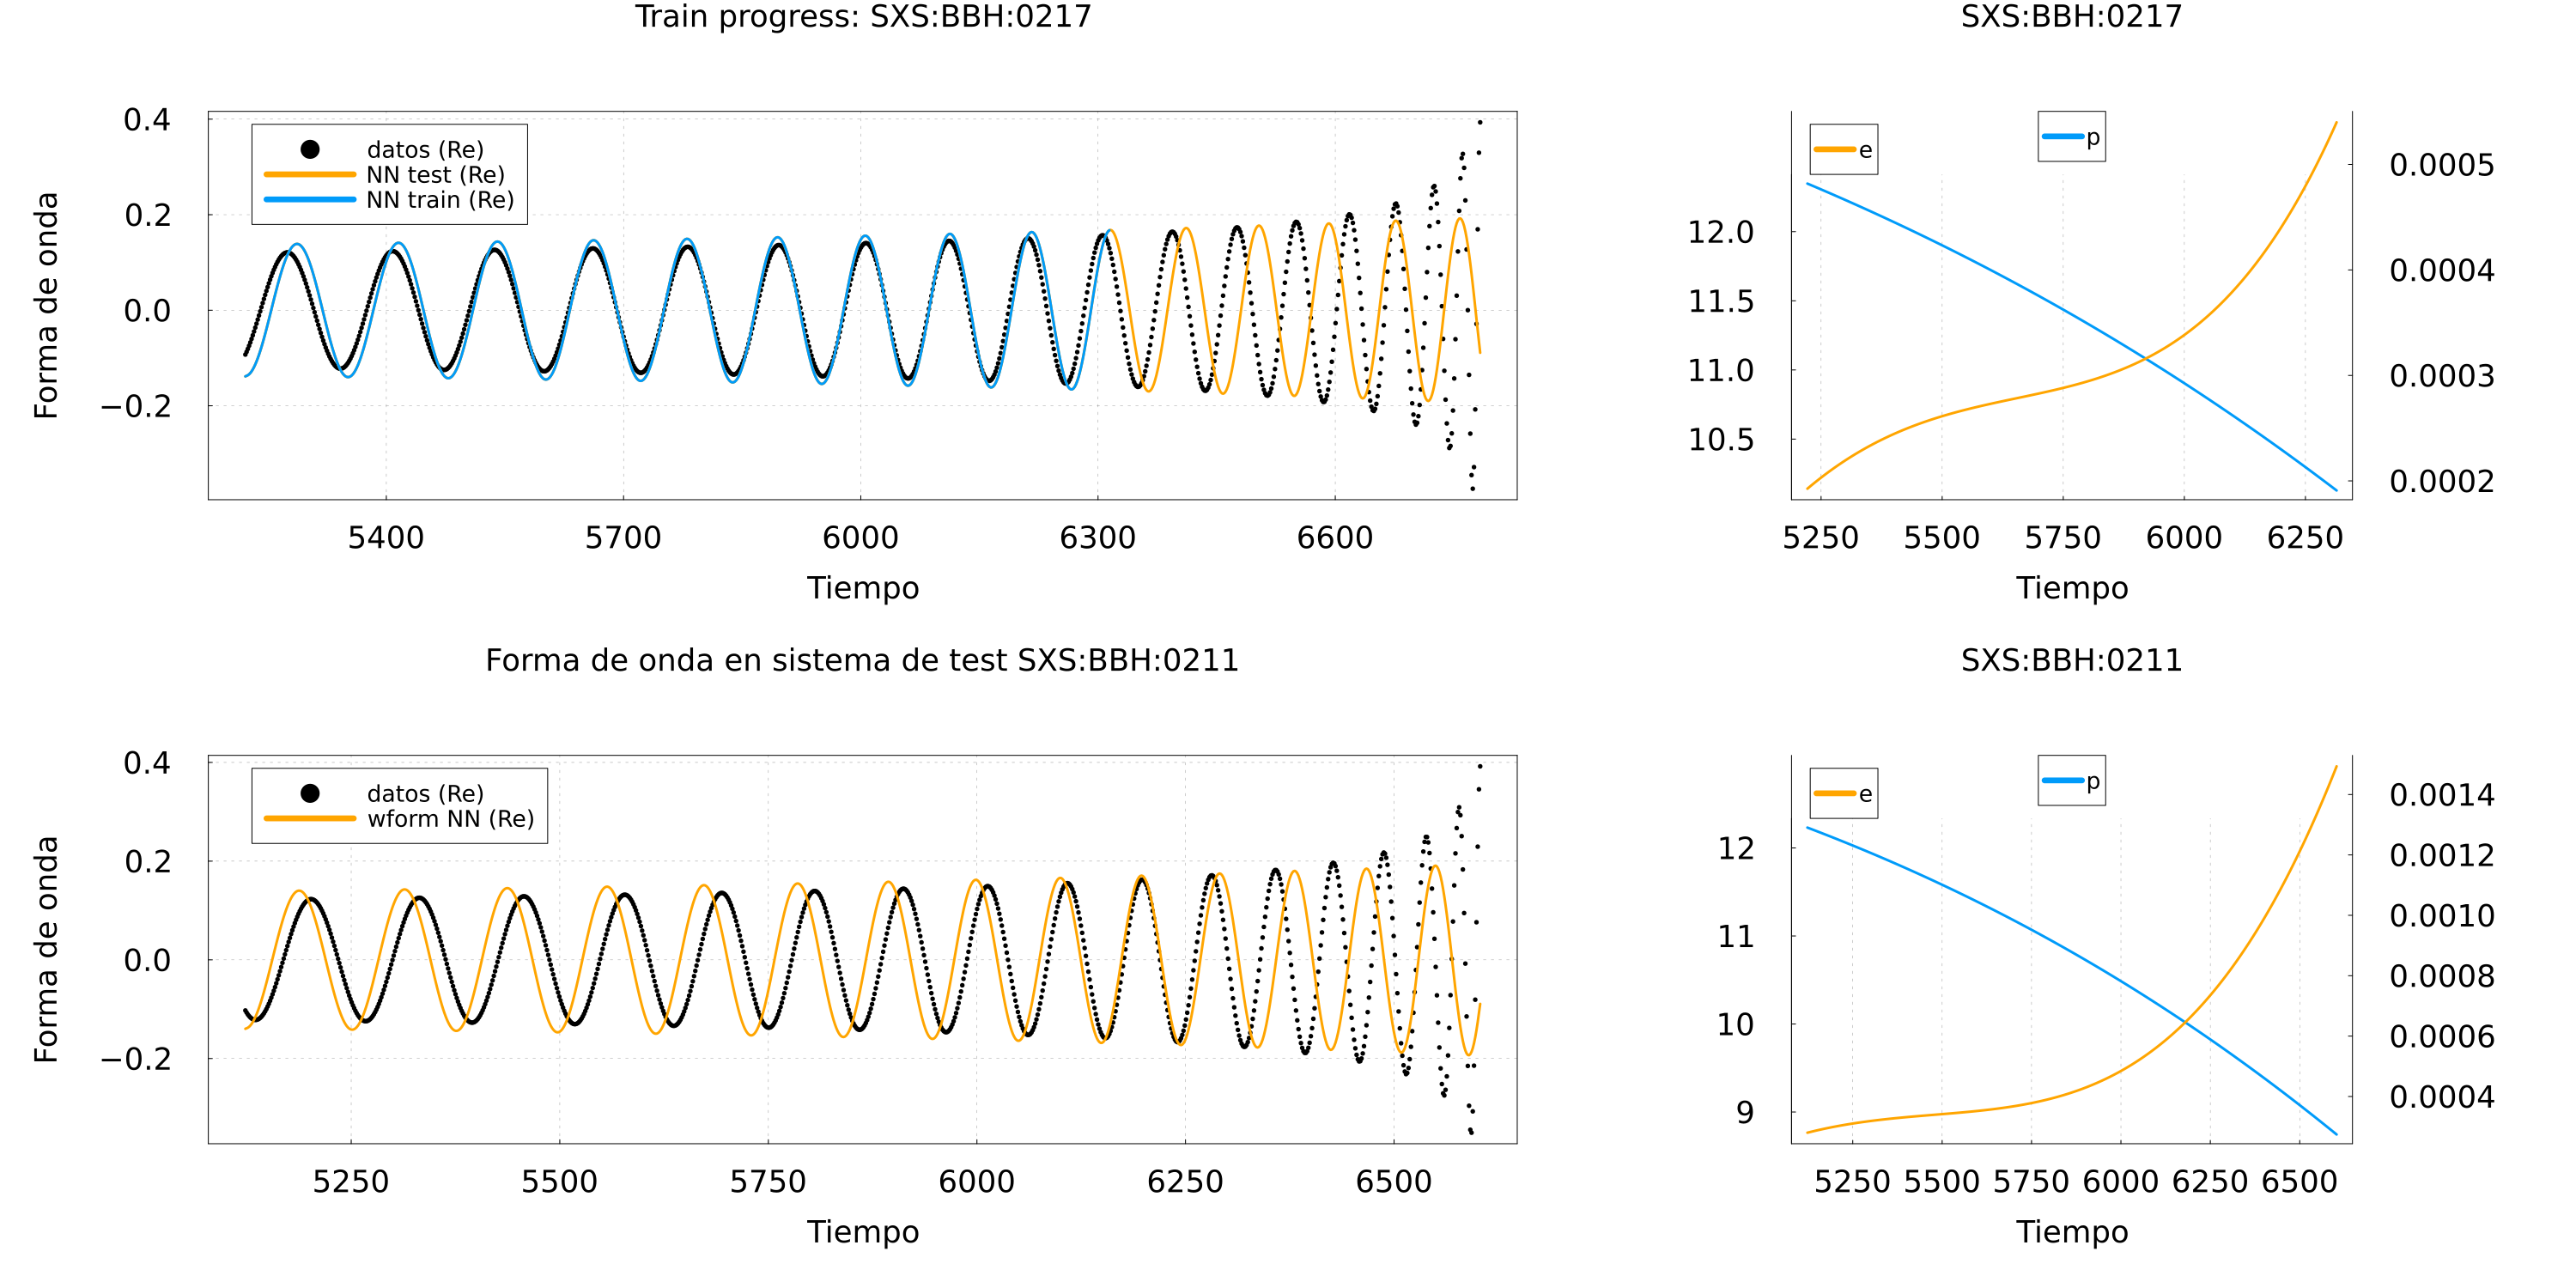 Train progress: SXS:BBH:0217
0.4
0.2
0.0
−0.2
Forma de onda
datos (Re)
NN test (Re)
NN train (Re)
5400 5700 6000 6300 6600
Tiempo
SXS:BBH:0217
e
p
12.0
11.5
11.0
10.5
0.0005
0.0004
0.0003
0.0002
5250 5500 5750 6000 6250
Tiempo
Forma de onda en sistema de test SXS:BBH:0211
0.4
0.2
0.0
−0.2
Forma de onda
datos (Re)
wform NN (Re)
5250 5500 5750 6000 6250 6500
Tiempo
SXS:BBH:0211
e
p
12
11
10
9
0.0014
0.0012
0.0010
0.0008
0.0006
0.0004
5250 5500 5750 6000 6250 6500
Tiempo